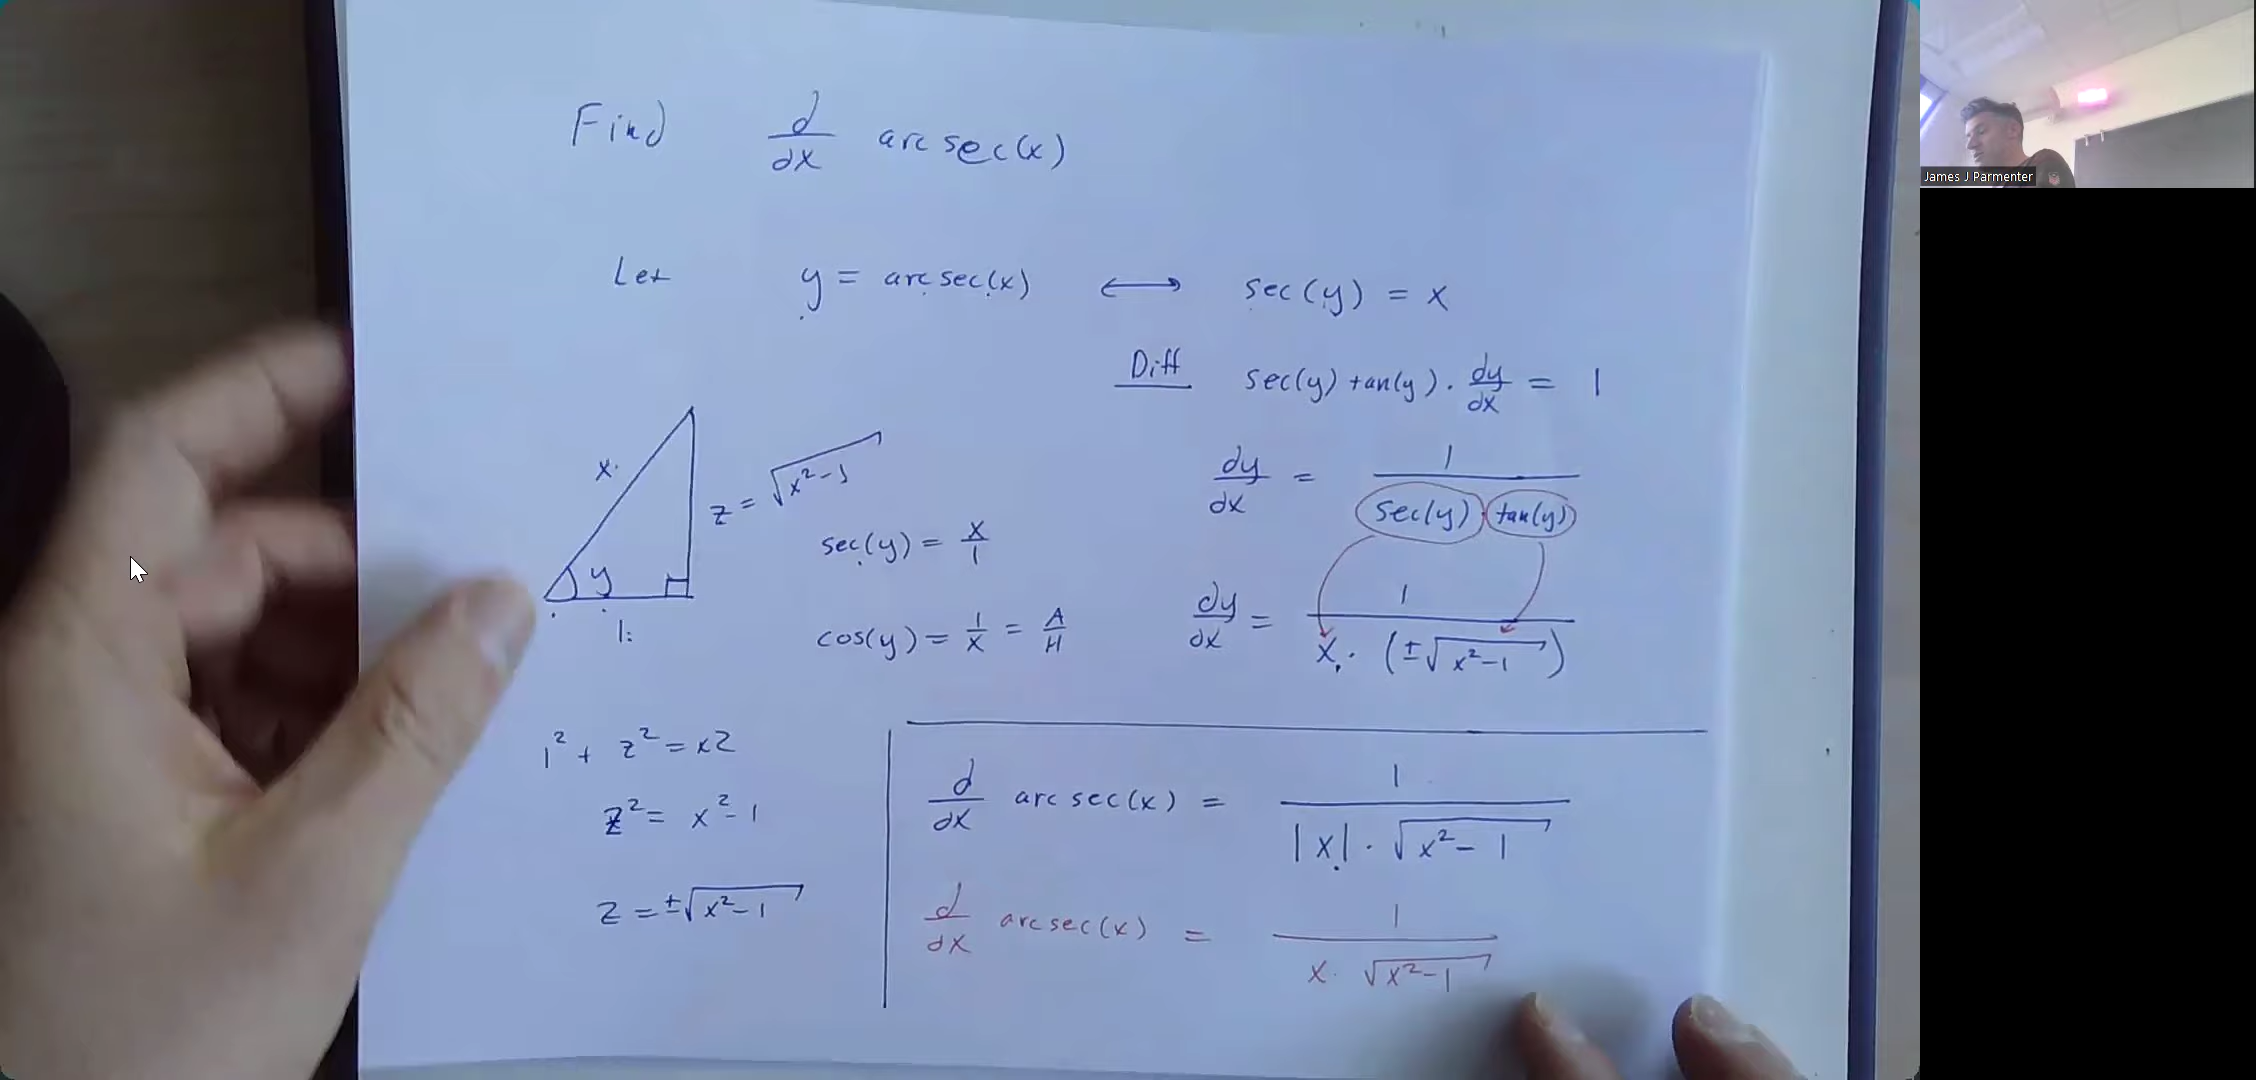 Find d/dx arcsec(x)
Let y = arcsec(x) ⟷ sec(y) = x
Diff sec(y) tan(y) · dy/dx = 1
dy/dx = 1/(sec(y) · tan(y))
x
z = √(x²-1)
y
1
sec(y) = x/1
cos(y) = 1/x = A/H
dy/dx = 1/(x · (±√(x²-1)))
1² + z² = x2
z² = x² - 1
z = ±√(x²-1)
d/dx arcsec(x) = 1/(|x| · √(x²-1))
d/dx arcsec(x) = 1/(x · √(x²-1))
James J Parmenter